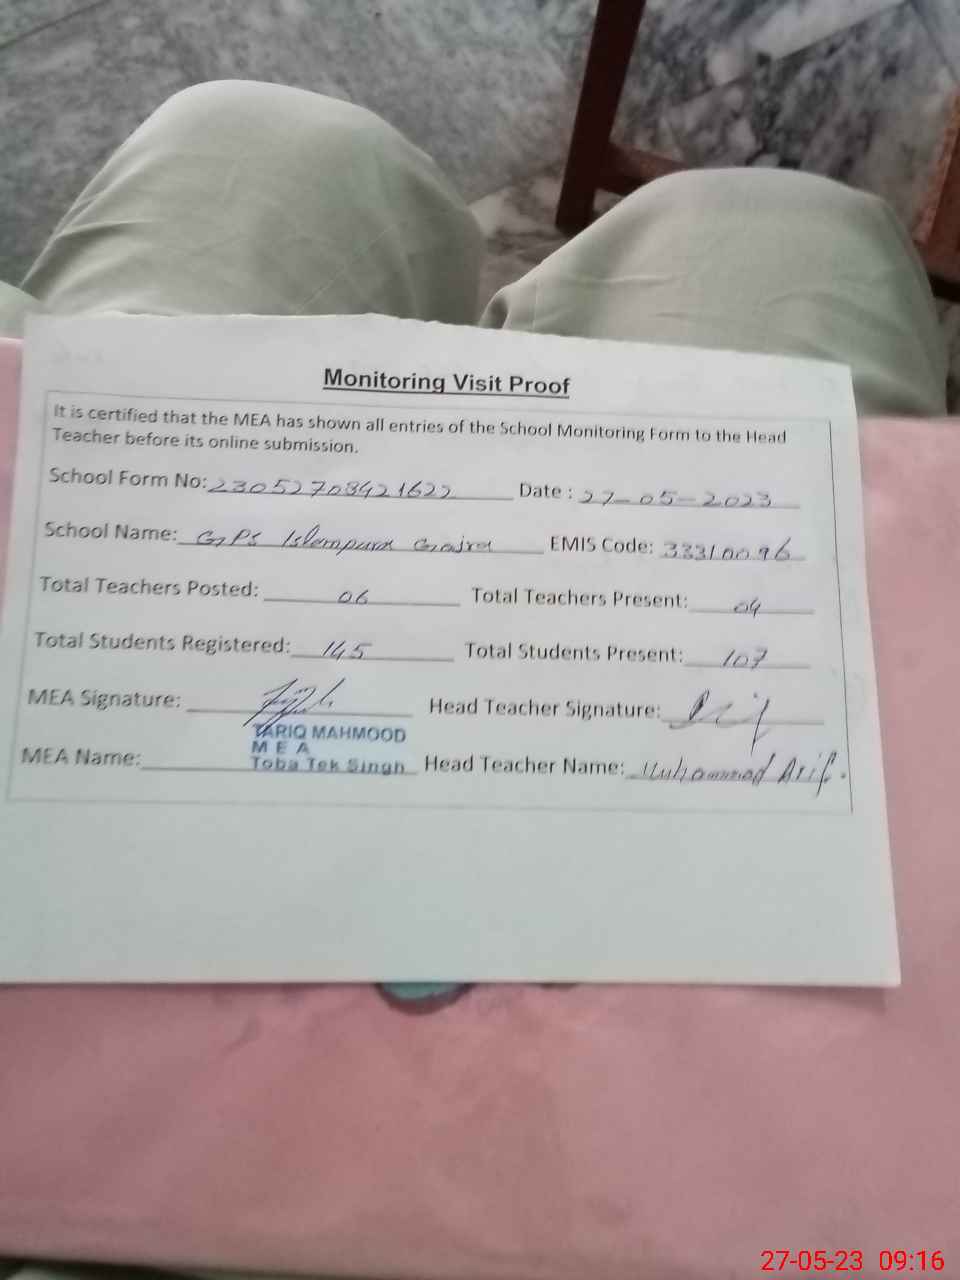 Monitoring Visit Proof
It is certified that the MEA has shown all entries of the School Monitoring Form to the Head
Teacher before its online submission.
School Form No: 23052708421622 Date : 27-05-2023
School Name: GPS Islampura Gojra EMIS Code: 33310096
Total Teachers Posted: 06 Total Teachers Present: 04
Total Students Registered: 145 Total Students Present: 107
MEA Signature: Head Teacher Signature: Asif
TARIQ MAHMOOD
M E A
MEA Name: Toba Tek Singh Head Teacher Name: Muhammad Asif.
27-05-23 09:16